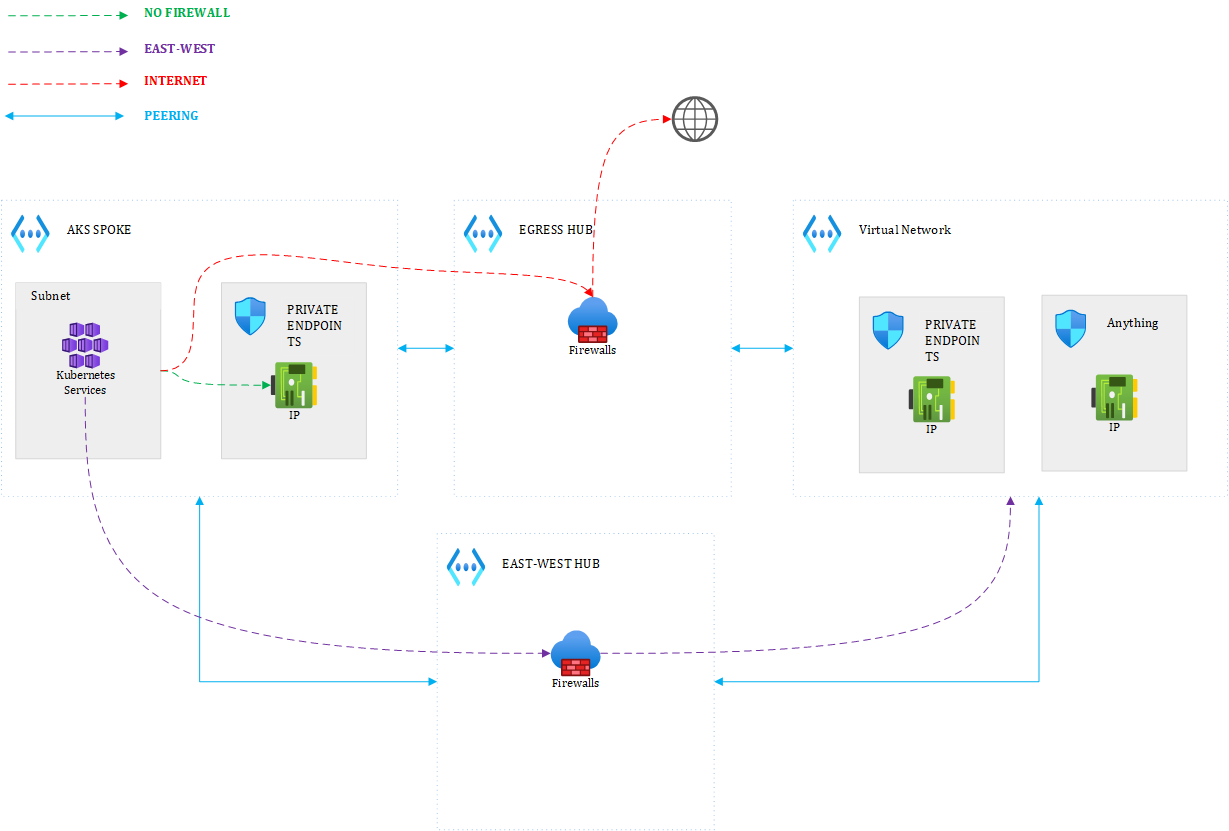 NO FIREWALL
EAST-WEST
INTERNET
PEERING
AKS SPOKE
EGRESS HUB
Virtual Network
Subnet
Kubernetes
Services
PRIVATE
ENDPOIN
TS
IP
Firewalls
PRIVATE
ENDPOIN
TS
IP
Anything
IP
EAST-WEST HUB
Firewalls